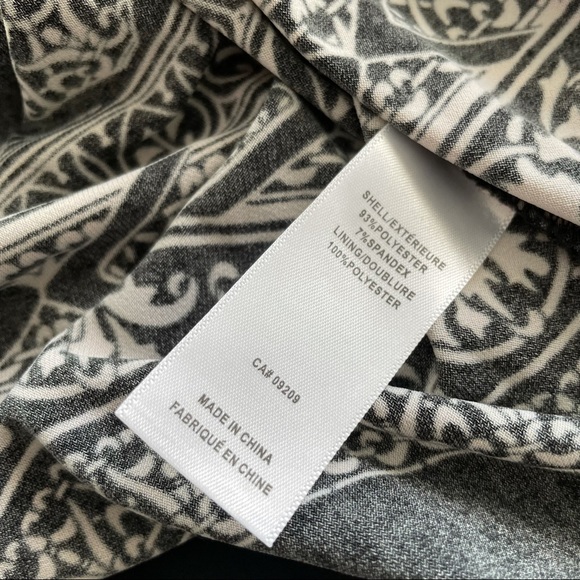 SHELL/EXTÉRIEURE
93%POLYESTER
7%SPANDEX
LINING/DOUBLURE
100%POLYESTER
CA# 09209
MADE IN CHINA
FABRIQUÉ EN CHINE